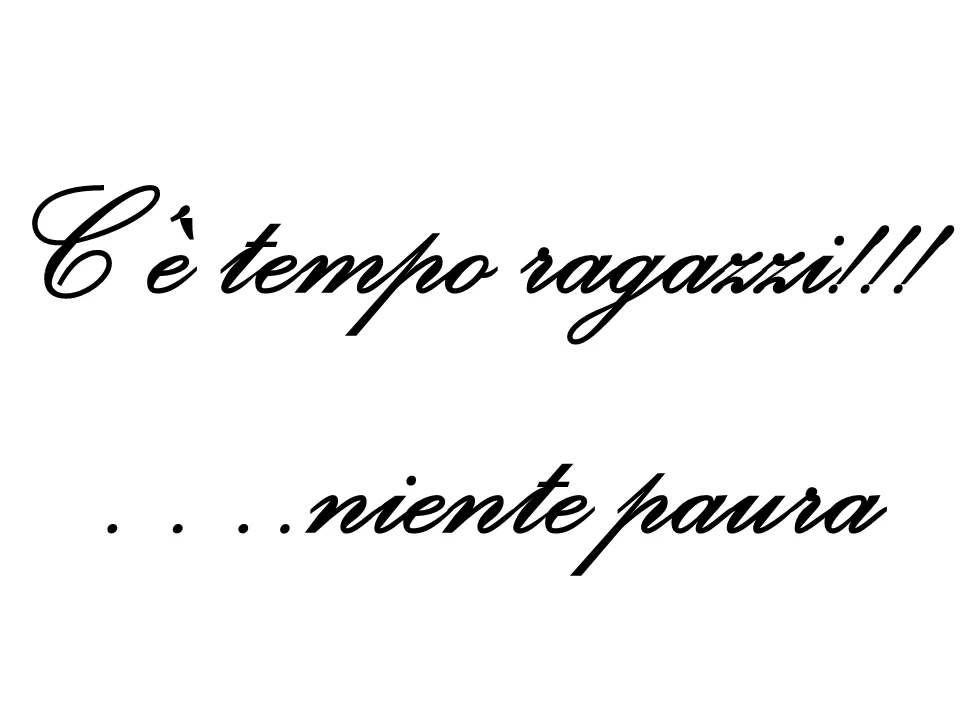 C'è tempo ragazzi!!!
. . . .niente paura